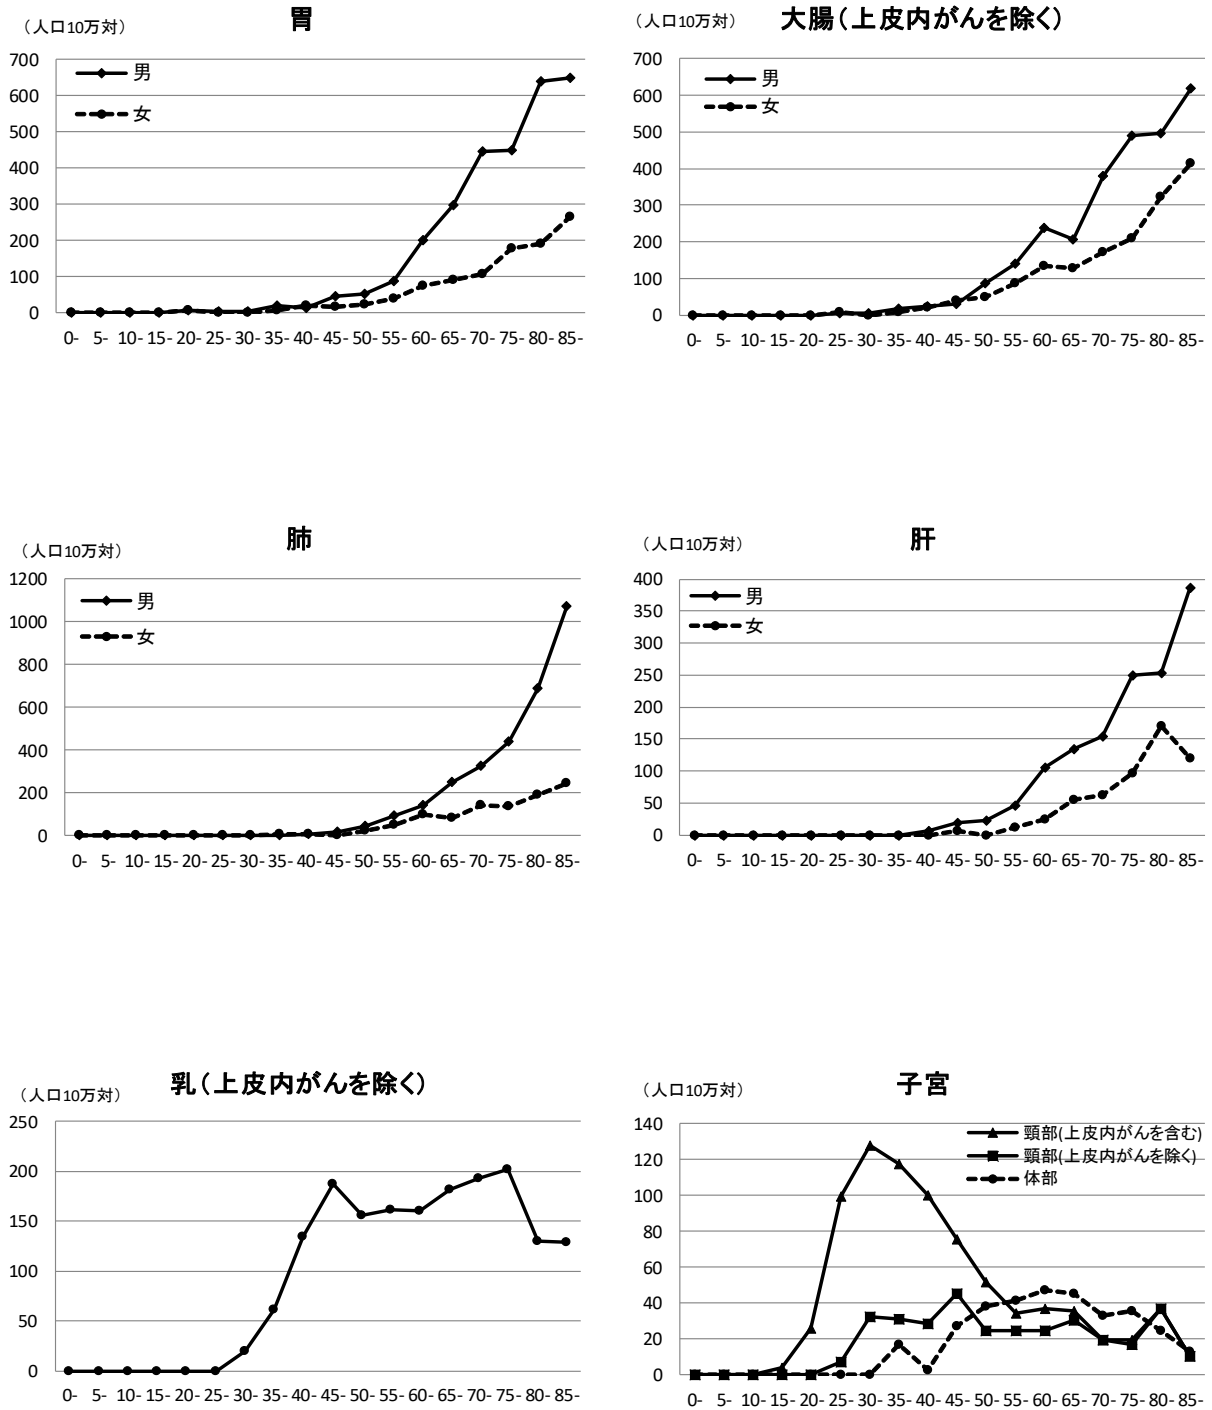 胃
（人口10万対）
男
女
700
600
500
400
300
200
100
0
0- 5- 10- 15- 20- 25- 30- 35- 40- 45- 50- 55- 60- 65- 70- 75- 80- 85-
大腸（上皮内がんを除く）
（人口10万対）
男
女
700
600
500
400
300
200
100
0
0- 5- 10- 15- 20- 25- 30- 35- 40- 45- 50- 55- 60- 65- 70- 75- 80- 85-
肺
（人口10万対）
男
女
1200
1000
800
600
400
200
0
0- 5- 10- 15- 20- 25- 30- 35- 40- 45- 50- 55- 60- 65- 70- 75- 80- 85-
肝
（人口10万対）
男
女
400
350
300
250
200
150
100
50
0
0- 5- 10- 15- 20- 25- 30- 35- 40- 45- 50- 55- 60- 65- 70- 75- 80- 85-
乳（上皮内がんを除く）
（人口10万対）
250
200
150
100
50
0
0- 5- 10- 15- 20- 25- 30- 35- 40- 45- 50- 55- 60- 65- 70- 75- 80- 85-
子宮
（人口10万対）
頸部(上皮内がんを含む)
頸部(上皮内がんを除く)
体部
140
120
100
80
60
40
20
0
0- 5- 10- 15- 20- 25- 30- 35- 40- 45- 50- 55- 60- 65- 70- 75- 80- 85-